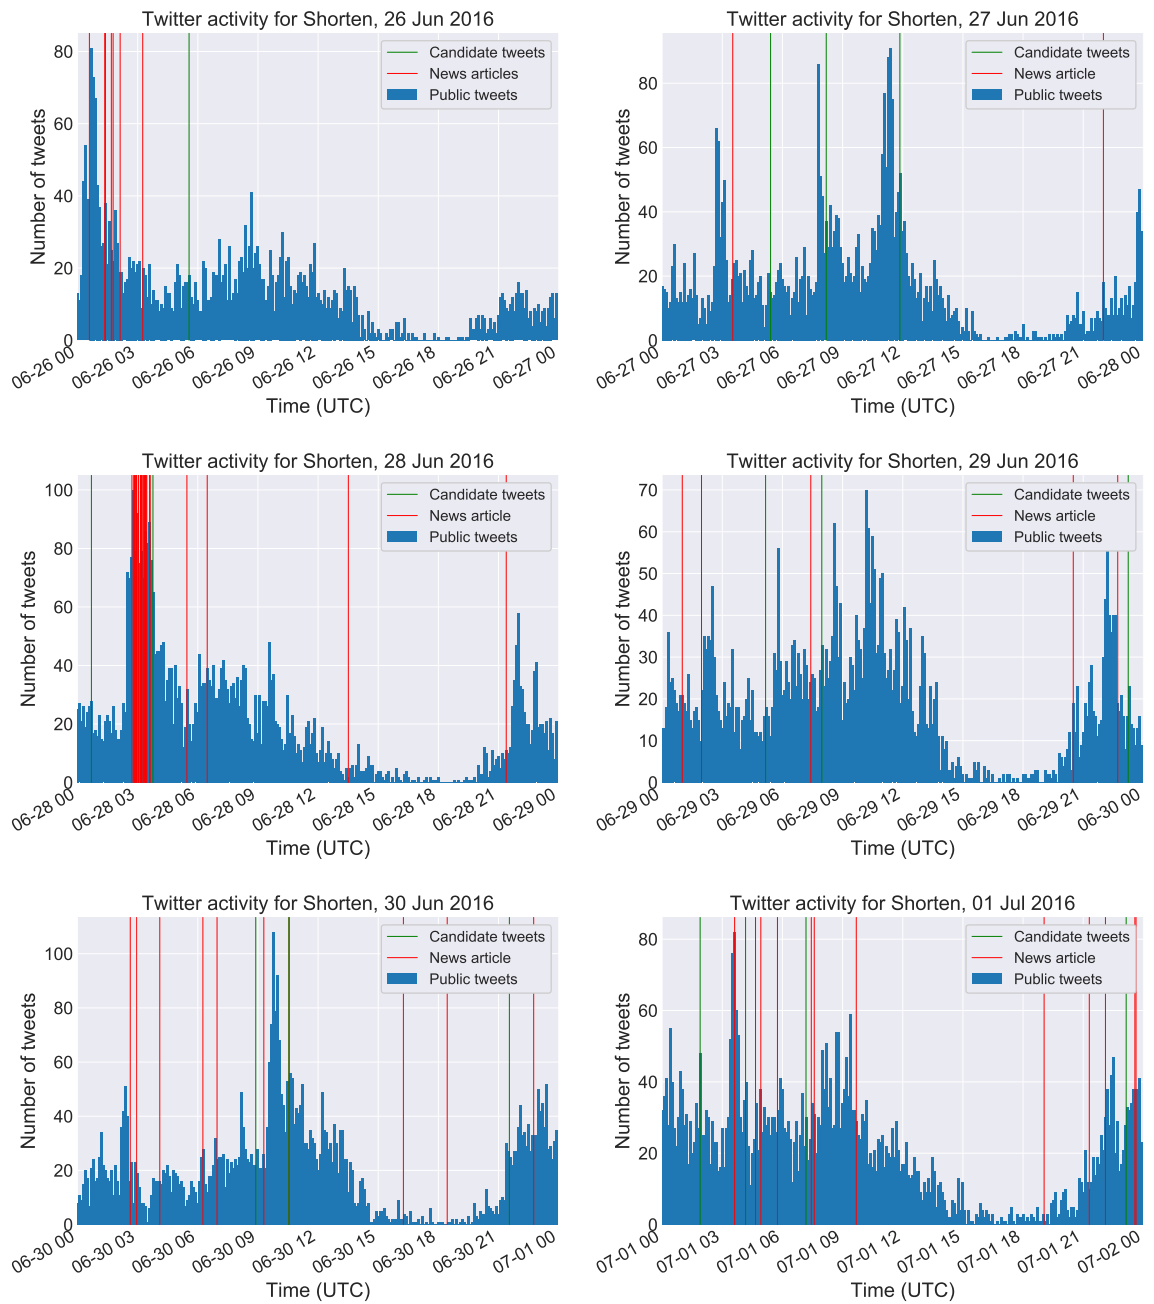 Twitter activity for Shorten, 26 Jun 2016
Number of tweets
80
60
40
20
0
Candidate tweets
News articles
Public tweets
06-26 00
06-26 03
06-26 06
06-26 09
06-26 12
06-26 15
06-26 18
06-26 21
06-27 00
Time (UTC)
Twitter activity for Shorten, 27 Jun 2016
Number of tweets
80
60
40
20
0
Candidate tweets
News article
Public tweets
06-27 00
06-27 03
06-27 06
06-27 09
06-27 12
06-27 15
06-27 18
06-27 21
06-28 00
Time (UTC)
Twitter activity for Shorten, 28 Jun 2016
Number of tweets
100
80
60
40
20
0
Candidate tweets
News article
Public tweets
06-28 00
06-28 03
06-28 06
06-28 09
06-28 12
06-28 15
06-28 18
06-28 21
06-29 00
Time (UTC)
Twitter activity for Shorten, 29 Jun 2016
Number of tweets
70
60
50
40
30
20
10
0
Candidate tweets
News article
Public tweets
06-29 00
06-29 03
06-29 06
06-29 09
06-29 12
06-29 15
06-29 18
06-29 21
06-30 00
Time (UTC)
Twitter activity for Shorten, 30 Jun 2016
Number of tweets
100
80
60
40
20
0
Candidate tweets
News article
Public tweets
06-30 00
06-30 03
06-30 06
06-30 09
06-30 12
06-30 15
06-30 18
06-30 21
07-01 00
Time (UTC)
Twitter activity for Shorten, 01 Jul 2016
Number of tweets
80
60
40
20
0
Candidate tweets
News article
Public tweets
07-01 00
07-01 03
07-01 06
07-01 09
07-01 12
07-01 15
07-01 18
07-01 21
07-02 00
Time (UTC)